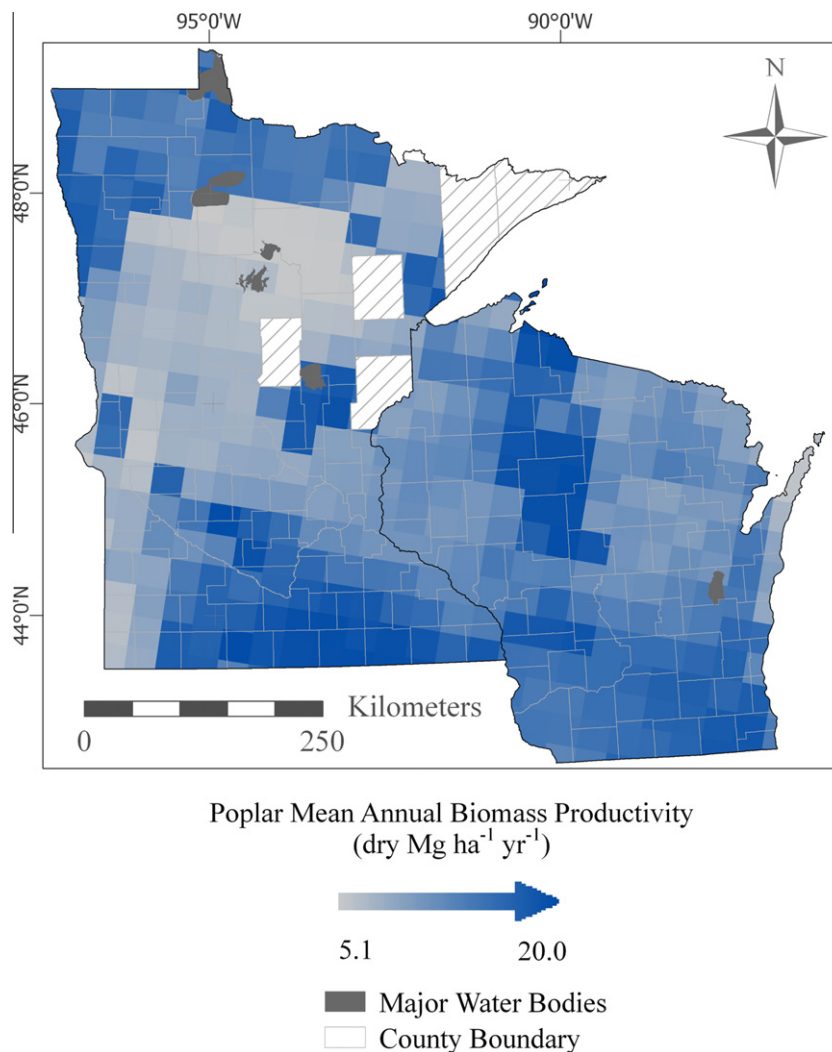 95°0'W 90°0'W
N
48°0'N
46°0'N
44°0'N
Kilometers
0 250
Poplar Mean Annual Biomass Productivity
(dry Mg ha⁻¹ yr⁻¹)
5.1 20.0
Major Water Bodies
County Boundary